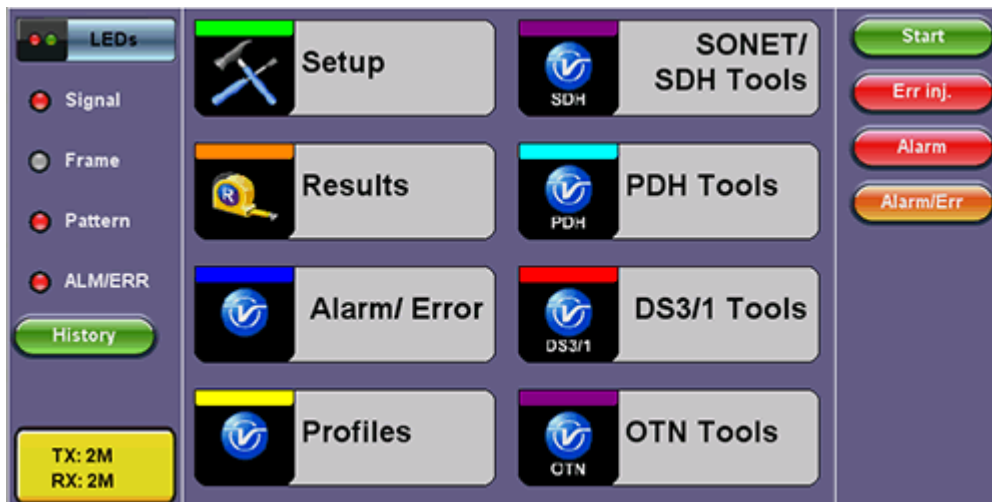 LEDs
Signal
Frame
Pattern
ALM/ERR
History
TX: 2M
RX: 2M
Setup
SDH
SONET/
SDH Tools
R
Results
PDH
PDH Tools
Alarm/ Error
DS3/1
DS3/1 Tools
Profiles
OTN
OTN Tools
Start
Err inj.
Alarm
Alarm/Err